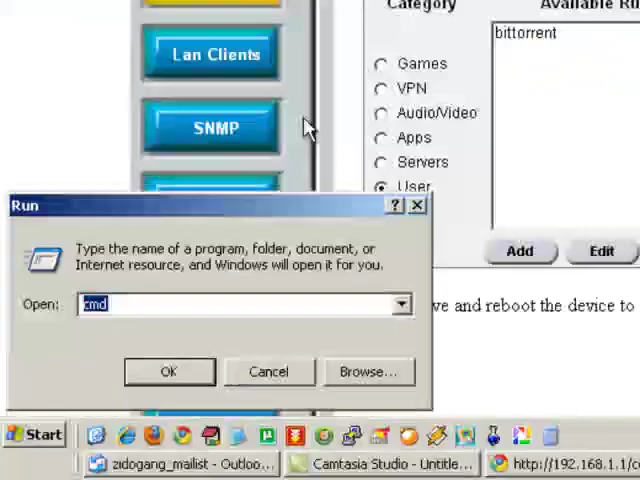 Category
Available Ru
Lan Clients
SNMP
Games
VPN
Audio/Video
Apps
Servers
User
bittorrent
Add
Edit
ve and reboot the device to
Run
Type the name of a program, folder, document, or
Internet resource, and Windows will open it for you.
Open:
cmd
OK
Cancel
Browse...
Start
zidogang_mailist - Outloo...
Camtasia Studio - Untitle...
http://192.168.1.1/c